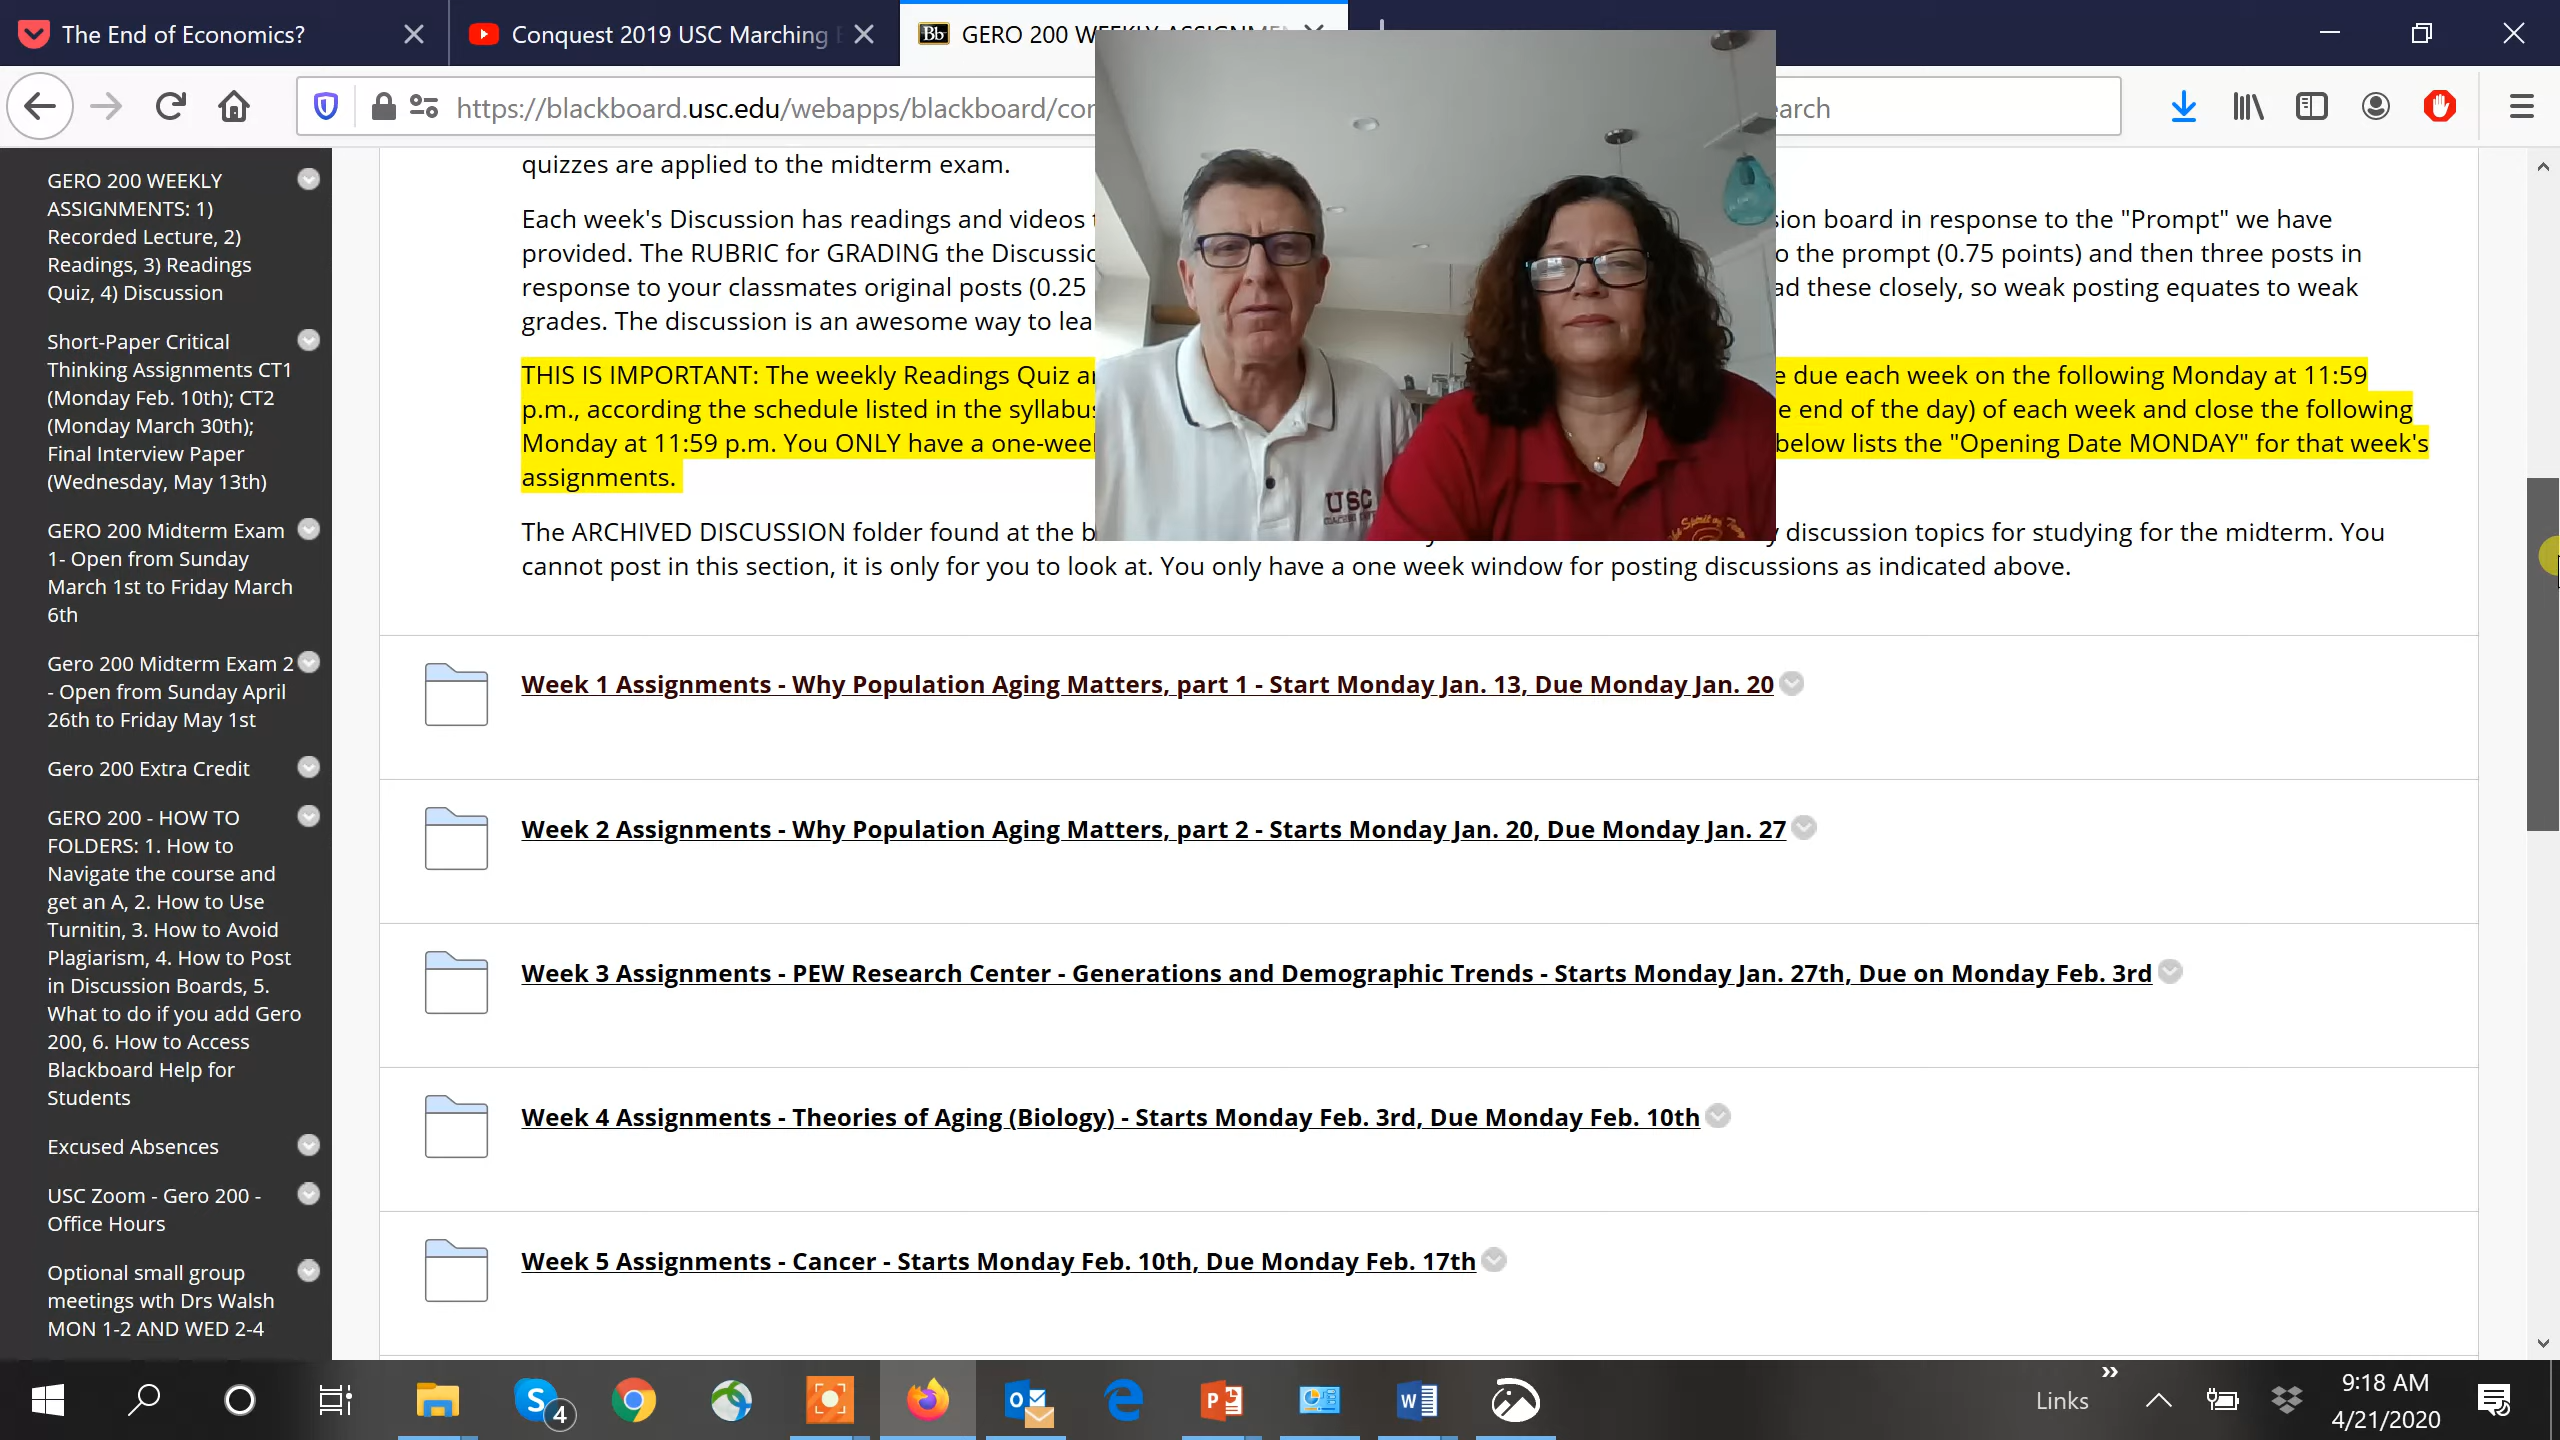 The End of Economics?
Conquest 2019 USC Marching
GERO 200 WEEKLY
https://blackboard.usc.edu/webapps/blackboard/cor
earch
GERO 200 WEEKLY
ASSIGNMENTS: 1)
Recorded Lecture, 2)
Readings, 3) Readings
Quiz, 4) Discussion
Short-Paper Critical
Thinking Assignments CT1
(Monday Feb. 10th); CT2
(Monday March 30th);
Final Interview Paper
(Wednesday, May 13th)
GERO 200 Midterm Exam
1- Open from Sunday
March 1st to Friday March
6th
Gero 200 Midterm Exam 2
- Open from Sunday April
26th to Friday May 1st
Gero 200 Extra Credit
GERO 200 - HOW TO
FOLDERS: 1. How to
Navigate the course and
get an A, 2. How to Use
Turnitin, 3. How to Avoid
Plagiarism, 4. How to Post
in Discussion Boards, 5.
What to do if you add Gero
200, 6. How to Access
Blackboard Help for
Students
Excused Absences
USC Zoom - Gero 200 -
Office Hours
Optional small group
meetings wth Drs Walsh
MON 1-2 AND WED 2-4
quizzes are applied to the midterm exam.
Each week's Discussion has readings and videos sion board in response to the "Prompt" we have
provided. The RUBRIC for GRADING the Discussio o the prompt (0.75 points) and then three posts in
response to your classmates original posts (0.25 ad these closely, so weak posting equates to weak
grades. The discussion is an awesome way to lea
THIS IS IMPORTANT: The weekly Readings Quiz a e due each week on the following Monday at 11:59
p.m., according the schedule listed in the syllabus e end of the day) of each week and close the following
Monday at 11:59 p.m. You ONLY have a one-week below lists the "Opening Date MONDAY" for that week's
assignments.
The ARCHIVED DISCUSSION folder found at the b y discussion topics for studying for the midterm. You
cannot post in this section, it is only for you to look at. You only have a one week window for posting discussions as indicated above.
USC
Week 1 Assignments - Why Population Aging Matters, part 1 - Start Monday Jan. 13, Due Monday Jan. 20
Week 2 Assignments - Why Population Aging Matters, part 2 - Starts Monday Jan. 20, Due Monday Jan. 27
Week 3 Assignments - PEW Research Center - Generations and Demographic Trends - Starts Monday Jan. 27th, Due on Monday Feb. 3rd
Week 4 Assignments - Theories of Aging (Biology) - Starts Monday Feb. 3rd, Due Monday Feb. 10th
Week 5 Assignments - Cancer - Starts Monday Feb. 10th, Due Monday Feb. 17th
4
Links
9:18 AM
4/21/2020